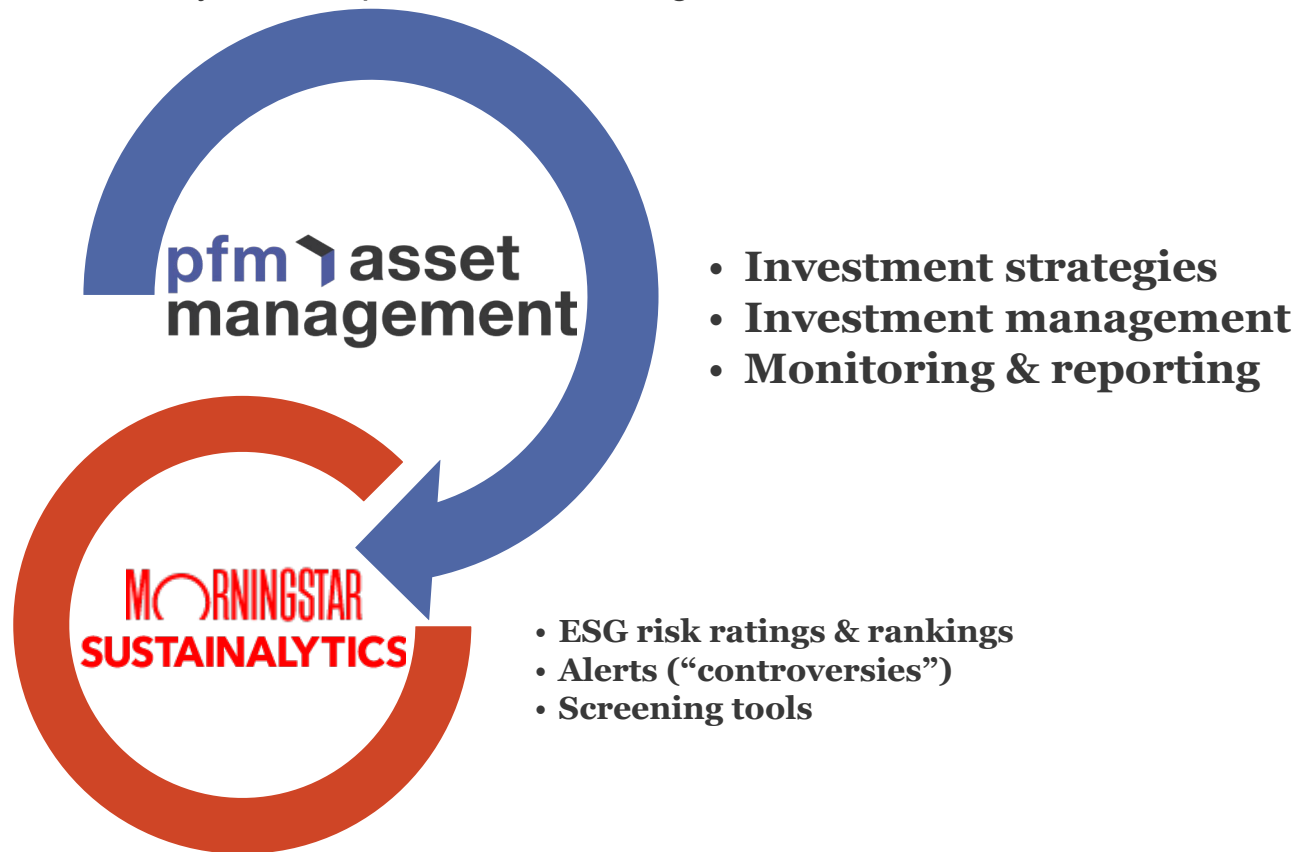 pfm asset
management
• Investment strategies
• Investment management
• Monitoring & reporting
MORNINGSTAR
SUSTAINALYTICS
• ESG risk ratings & rankings
• Alerts (“controversies”)
• Screening tools